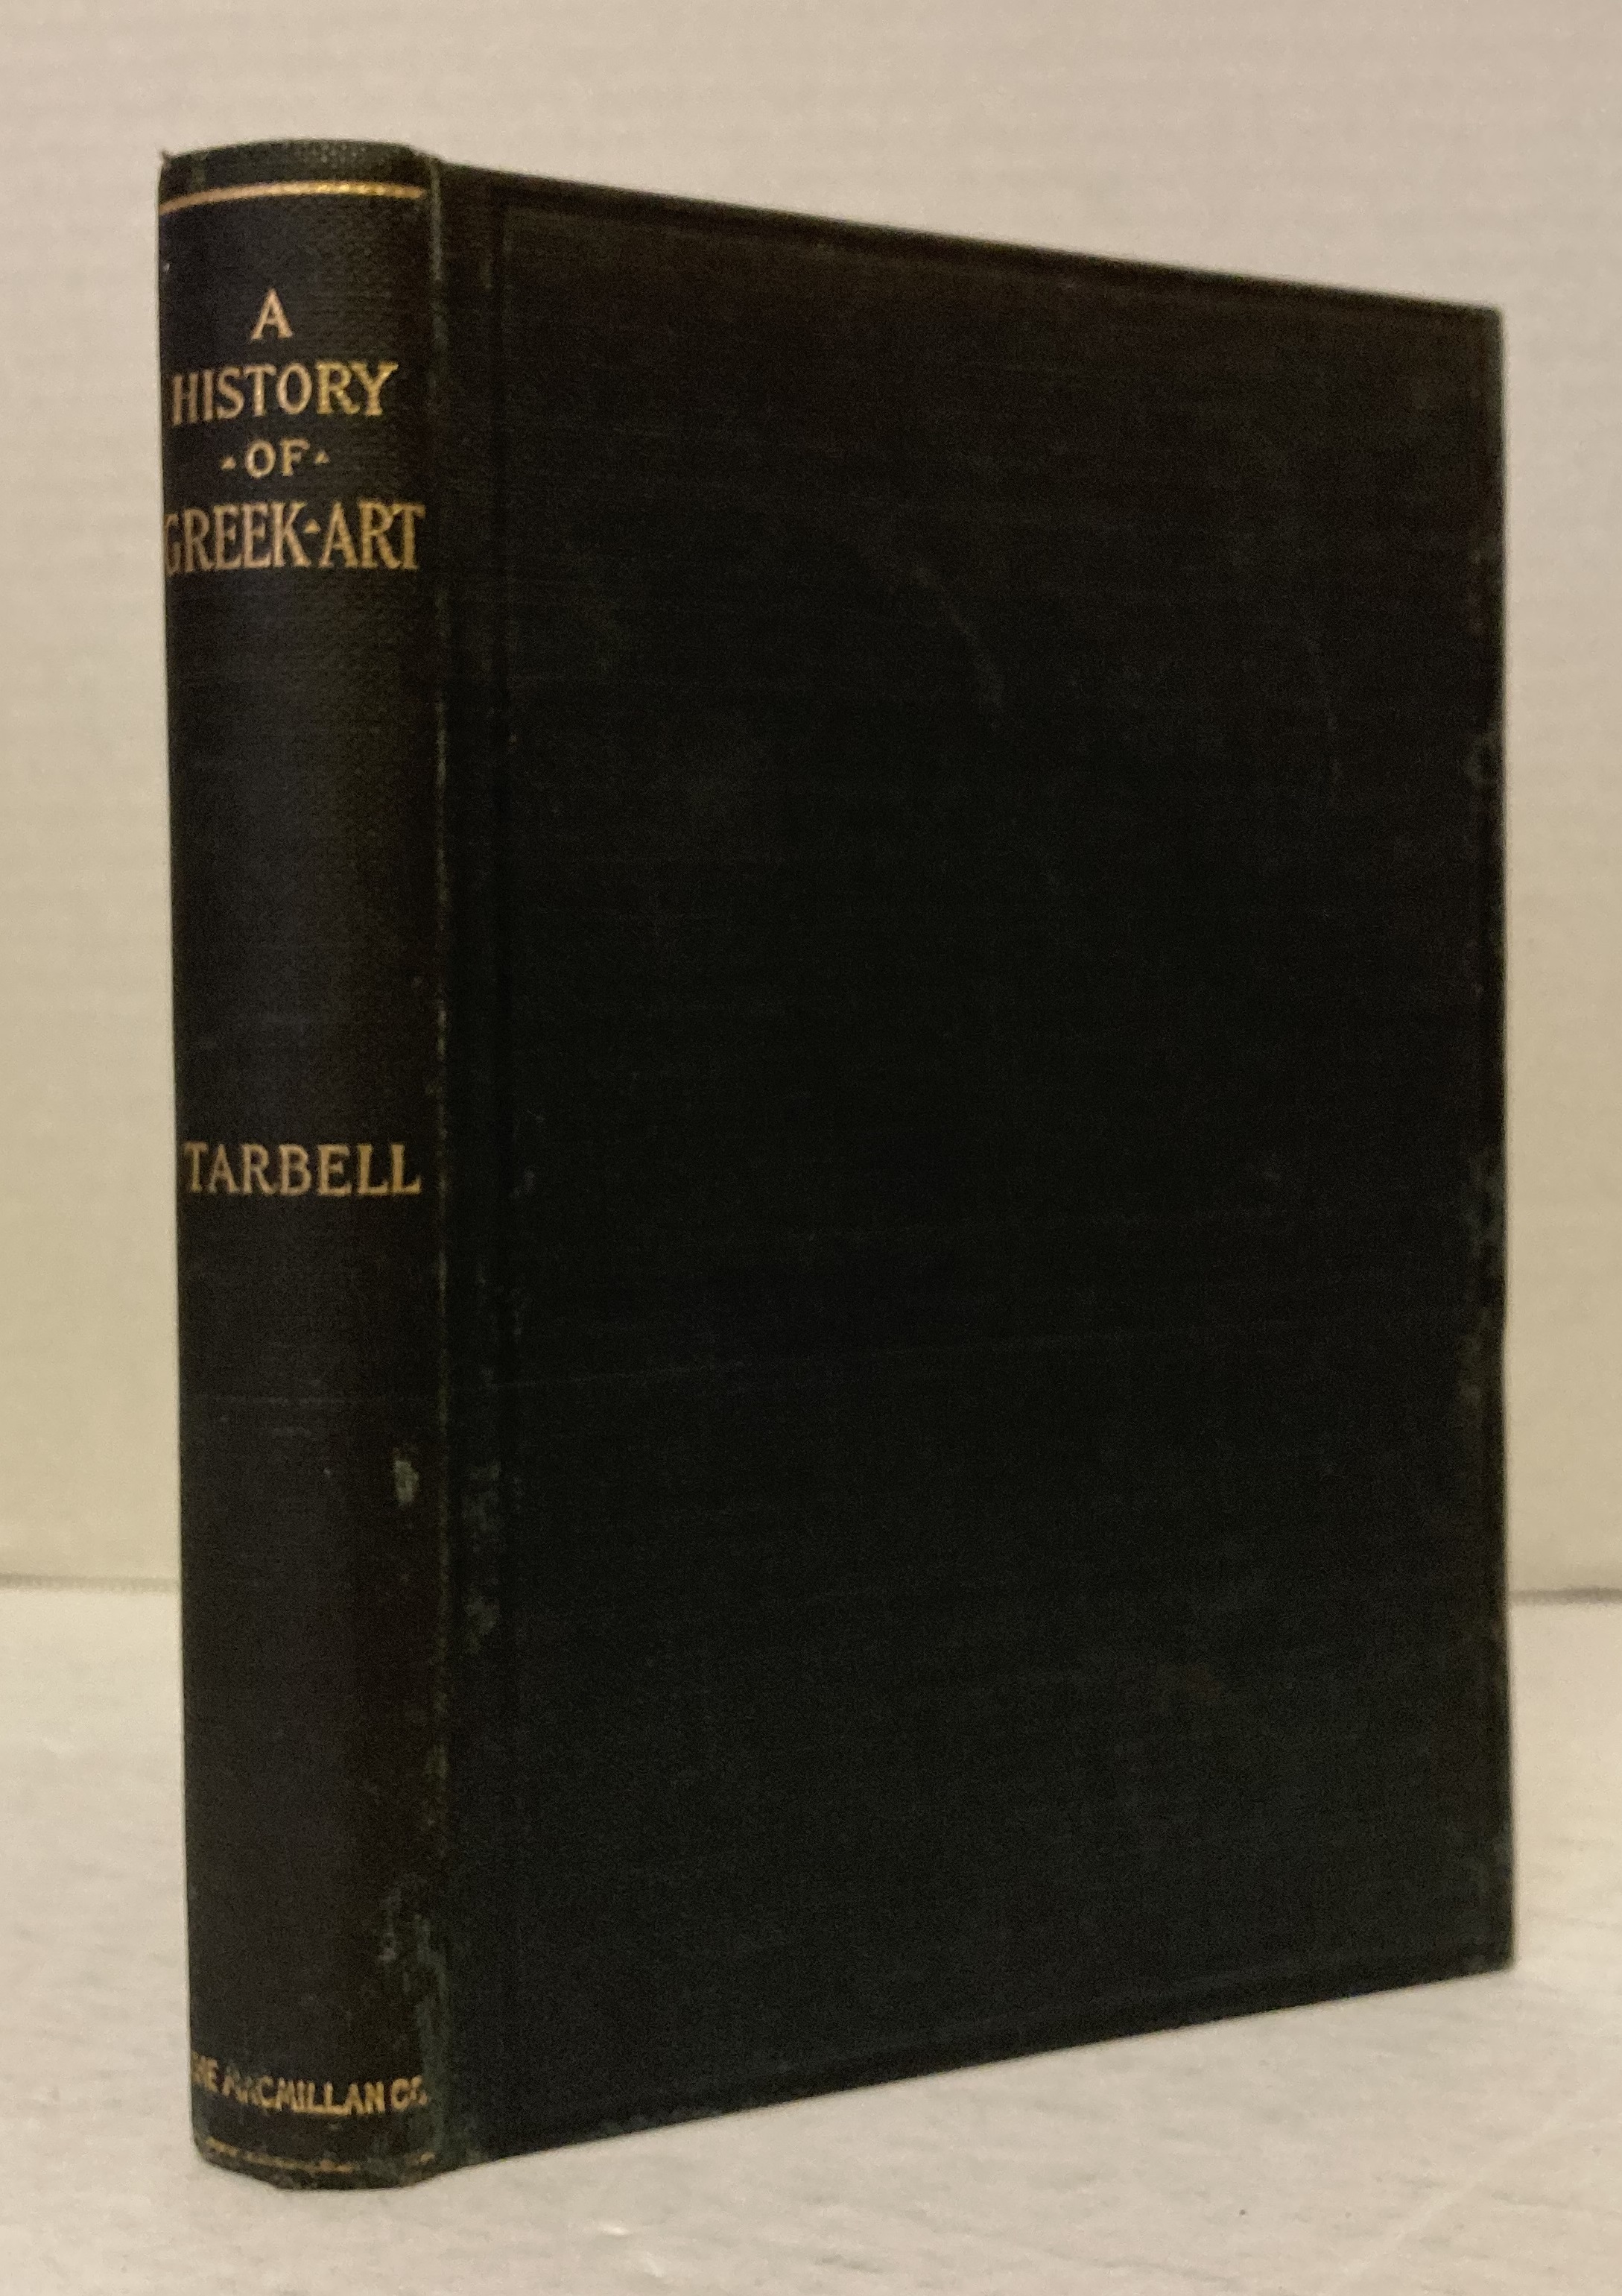 A
HISTORY
-OF-
GREEK-ART
TARBELL
THE MACMILLAN CO.